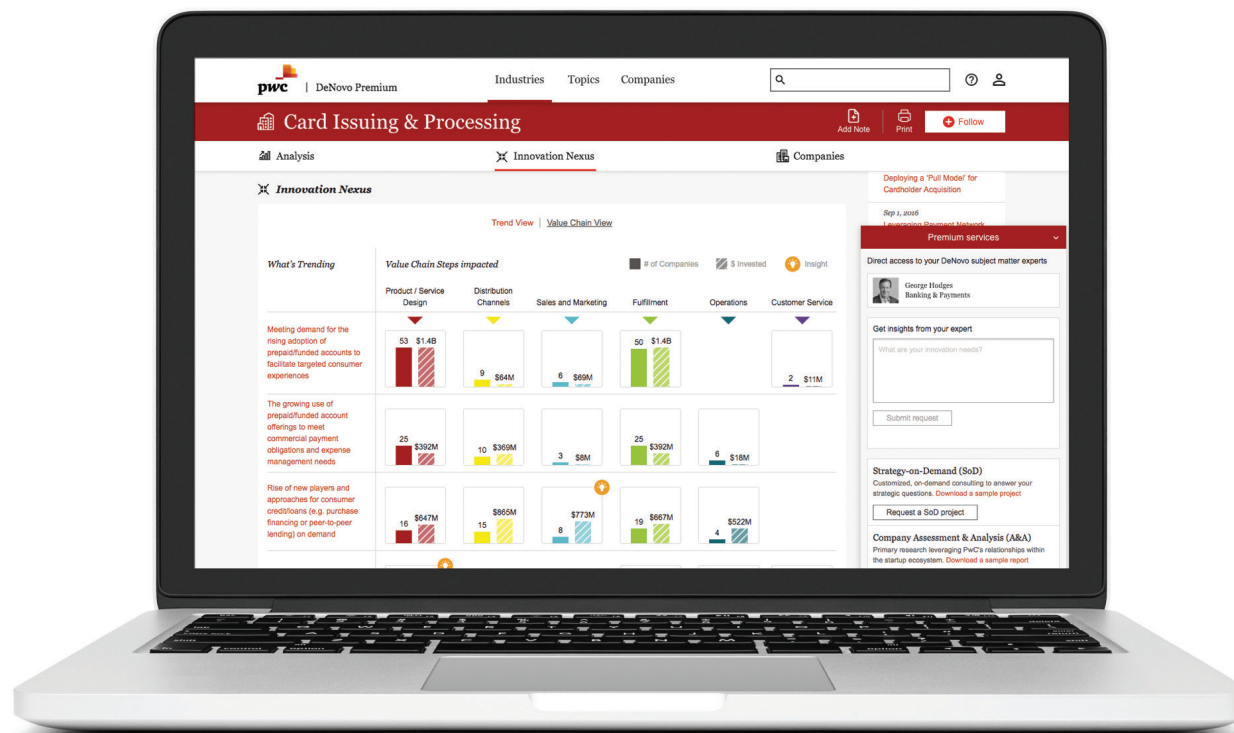 pwc | DeNovo Premium
Industries Topics Companies
Card Issuing & Processing
Add Note
Print
Follow
Analysis
Innovation Nexus
Companies
Innovation Nexus
Trend View | Value Chain View
What's Trending
Value Chain Steps impacted
# of Companies
$ Invested
Insight
Product / Service
Design
Distribution
Channels
Sales and Marketing
Fulfillment
Operations
Customer Service
Meeting demand for the
rising adoption of
prepaid/funded accounts to
facilitate targeted consumer
experiences
53 $1.4B
9 $64M
6 $69M
50 $1.4B
2 $11M
The growing use of
prepaid/funded account
offerings to meet
commercial payment
obligations and expense
management needs
25 $392M
10 $369M
3 $8M
25 $392M
6 $18M
Rise of new players and
approaches for consumer
credit/loans (e.g. purchase
financing or peer-to-peer
lending) on demand
16 $647M
15 $865M
8 $773M
19 $667M
4 $522M
Deploying a 'Pull Model' for
Cardholder Acquisition
Sep 1, 2016
Leveraging Payment Network
Premium services
Direct access to your DeNovo subject matter experts
George Hodges
Banking & Payments
Get insights from your expert
What are your innovation needs?
Submit request
Strategy-on-Demand (SoD)
Customized, on-demand consulting to answer your
strategic questions. Download a sample project
Request a SoD project
Company Assessment & Analysis (A&A)
Primary research leveraging PwC's relationships within
the startup ecosystem. Download a sample report
control
option
option